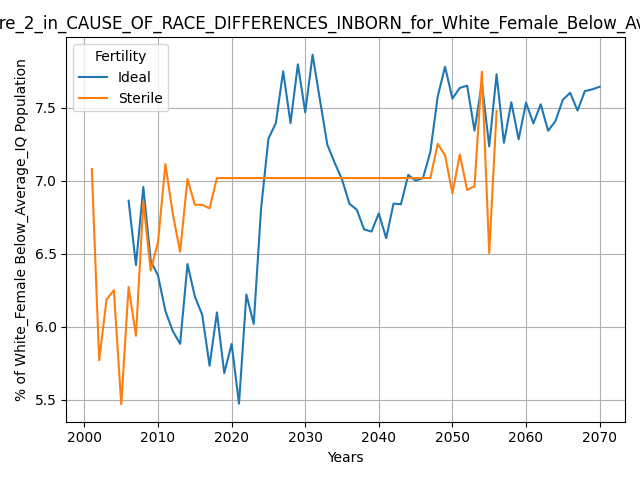 re_2_in_CAUSE_OF_RACE_DIFFERENCES_INBORN_for_White_Female_Below_Av
Fertility
Ideal
Sterile
% of White_Female Below_Average_IQ Population
7.5
7.0
6.5
6.0
5.5
2000 2010 2020 2030 2040 2050 2060 2070
Years